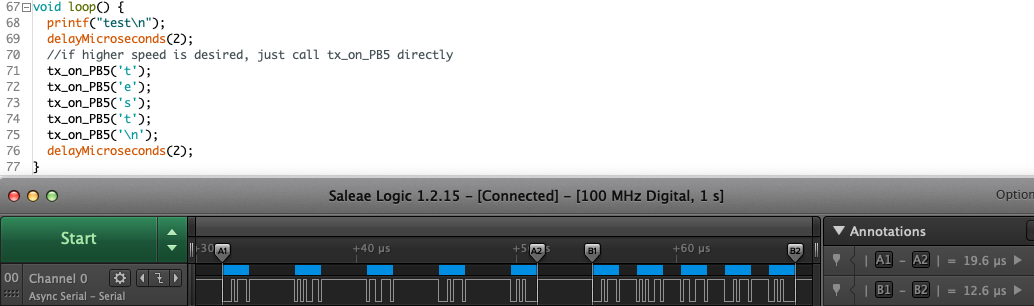 67 void loop() {
68 printf("test\n");
69 delayMicroseconds(2);
70 //if higher speed is desired, just call tx_on_PB5 directly
71 tx_on_PB5('t');
72 tx_on_PB5('e');
73 tx_on_PB5('s');
74 tx_on_PB5('t');
75 tx_on_PB5('\n');
76 delayMicroseconds(2);
77 }
Saleae Logic 1.2.15 – [Connected] – [100 MHz Digital, 1 s]
Option
Start
+30 A1 +40 µs +5 A2 s B1 +60 µs B2
Annotations
00 Channel 0
Async Serial – Serial
| A1 – A2 | = 19.6 µs
| B1 – B2 | = 12.6 µs